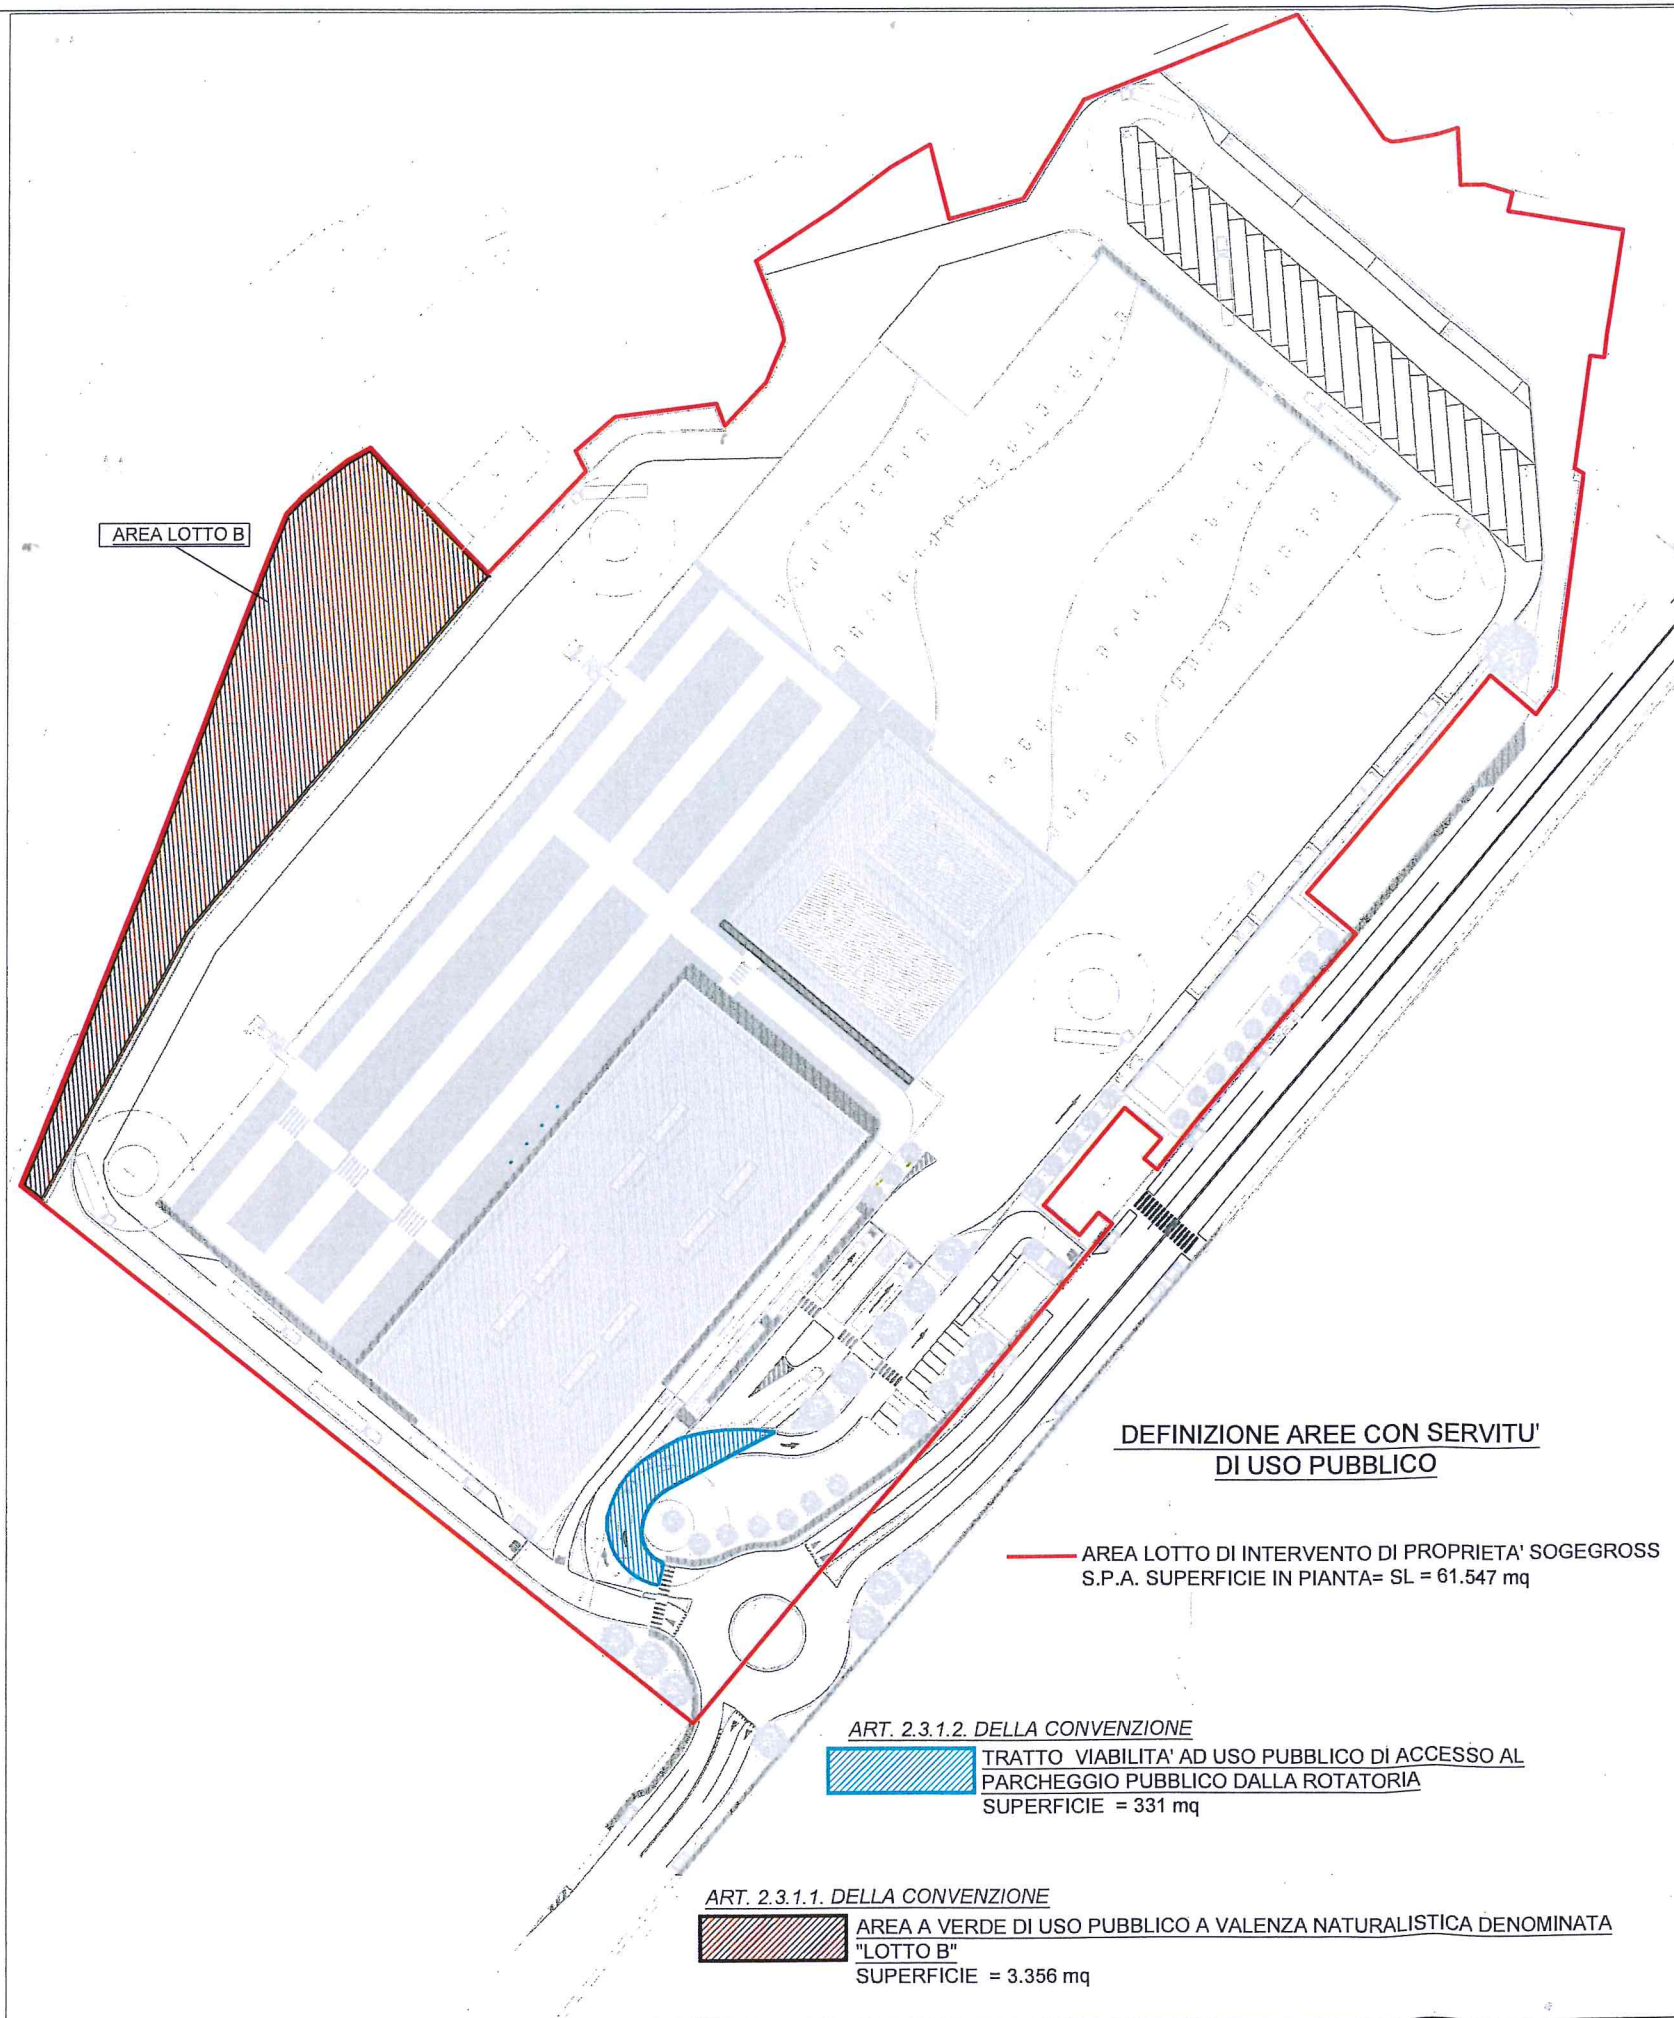 AREA LOTTO B
DEFINIZIONE AREE CON SERVITU'
DI USO PUBBLICO
AREA LOTTO DI INTERVENTO DI PROPRIETA' SOGEGROSS
S.P.A. SUPERFICIE IN PIANTA= SL = 61.547 mq
ART. 2.3.1.2. DELLA CONVENZIONE
TRATTO VIABILITA' AD USO PUBBLICO DI ACCESSO AL
PARCHEGGIO PUBBLICO DALLA ROTATORIA
SUPERFICIE = 331 mq
ART. 2.3.1.1. DELLA CONVENZIONE
AREA A VERDE DI USO PUBBLICO A VALENZA NATURALISTICA DENOMINATA
"LOTTO B"
SUPERFICIE = 3.356 mq